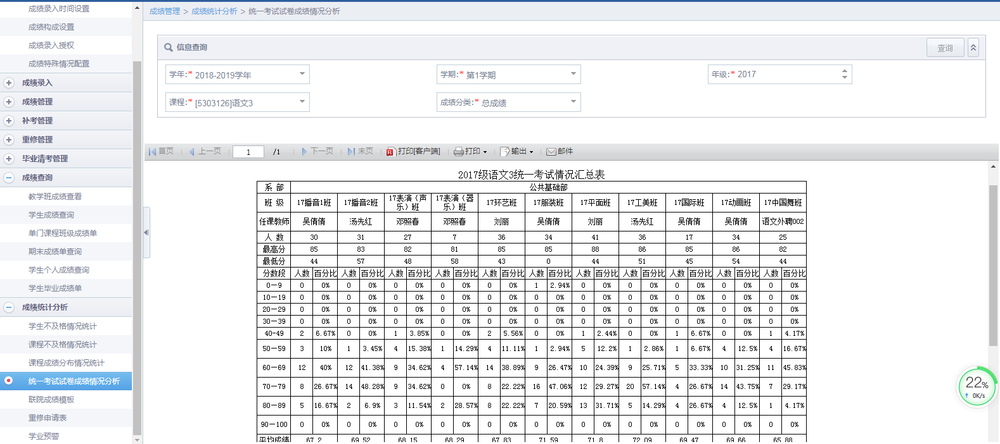 成绩录入时间设置
成绩构成设置
成绩录入授权
成绩特殊情况配置
成绩录入
成绩管理
补考管理
重修管理
毕业清考管理
成绩查询
教学班成绩查看
学生成绩查询
单门课程班级成绩单
期末成绩单查询
学生个人成绩查询
学生毕业成绩单
成绩统计分析
学生不及格情况统计
课程不及格情况统计
课程成绩分布情况统计
统一考试试卷成绩情况分析
联院成绩模板
重修申请表
学业预警
成绩管理 > 成绩统计分析 > 统一考试试卷成绩情况分析
信息查询 查询
学年:* 2018-2019学年 学期:* 第1学期 年级:* 2017
课程:* [5303126]语文3 成绩分类:* 总成绩
首页 上一页 1 /1 下一页 末页 打印[客户端] 打印 输出 邮件
2017级语文3统一考试情况汇总表
系 部 公共基础部
班 级 17播音1班 17播音2班 17表演（声乐）班 17表演（器乐）班 17环艺班 17服装班 17平面班 17工美班 17国际班 17动画班 17中国舞班
任课教师 吴倩倩 汤先红 邓照春 邓照春 刘丽 吴倩倩 刘丽 汤先红 吴倩倩 吴倩倩 语文外聘002
人 数 30 31 27 7 36 34 41 36 17 34 25
最高分 85 83 82 81 85 85 88 86 85 86 82
最低分 44 57 48 58 43 0 44 51 45 54 44
分数段 人数 百分比 人数 百分比 人数 百分比 人数 百分比 人数 百分比 人数 百分比 人数 百分比 人数 百分比 人数 百分比 人数 百分比 人数 百分比
0—9 0 0% 0 0% 0 0% 0 0% 0 0% 1 2.94% 0 0% 0 0% 0 0% 0 0% 0 0%
10—19 0 0% 0 0% 0 0% 0 0% 0 0% 0 0% 0 0% 0 0% 0 0% 0 0% 0 0%
20—29 0 0% 0 0% 0 0% 0 0% 0 0% 0 0% 0 0% 0 0% 0 0% 0 0% 0 0%
30—39 0 0% 0 0% 0 0% 0 0% 0 0% 0 0% 0 0% 0 0% 0 0% 0 0% 0 0%
40-49 2 6.67% 0 0% 1 3.85% 0 0% 2 5.56% 0 0% 1 2.44% 0 0% 1 6.67% 0 0% 1 4.17%
50—59 3 10% 1 3.45% 4 15.38% 1 14.29% 4 11.11% 1 2.94% 5 12.2% 1 2.86% 1 6.67% 4 12.5% 4 16.67%
60—69 12 40% 12 41.38% 9 34.62% 4 57.14% 14 38.89% 9 26.47% 10 24.39% 9 25.71% 5 33.33% 10 31.25% 11 45.83%
70—79 8 26.67% 14 48.28% 9 34.62% 0 0% 8 22.22% 16 47.06% 12 29.27% 20 57.14% 4 26.67% 14 43.75% 7 29.17%
80—89 5 16.67% 2 6.9% 3 11.54% 2 28.57% 8 22.22% 7 20.59% 13 31.71% 5 14.29% 4 26.67% 4 12.5% 1 4.17%
90—100 0 0% 0 0% 0 0% 0 0% 0 0% 0 0% 0 0% 0 0% 0 0% 0 0% 0 0%
平均成绩 67.2 69.52 68.15 68.29 67.83 71.59 71.8 72.09 69.47 69.66 65.88
22%
0K/s